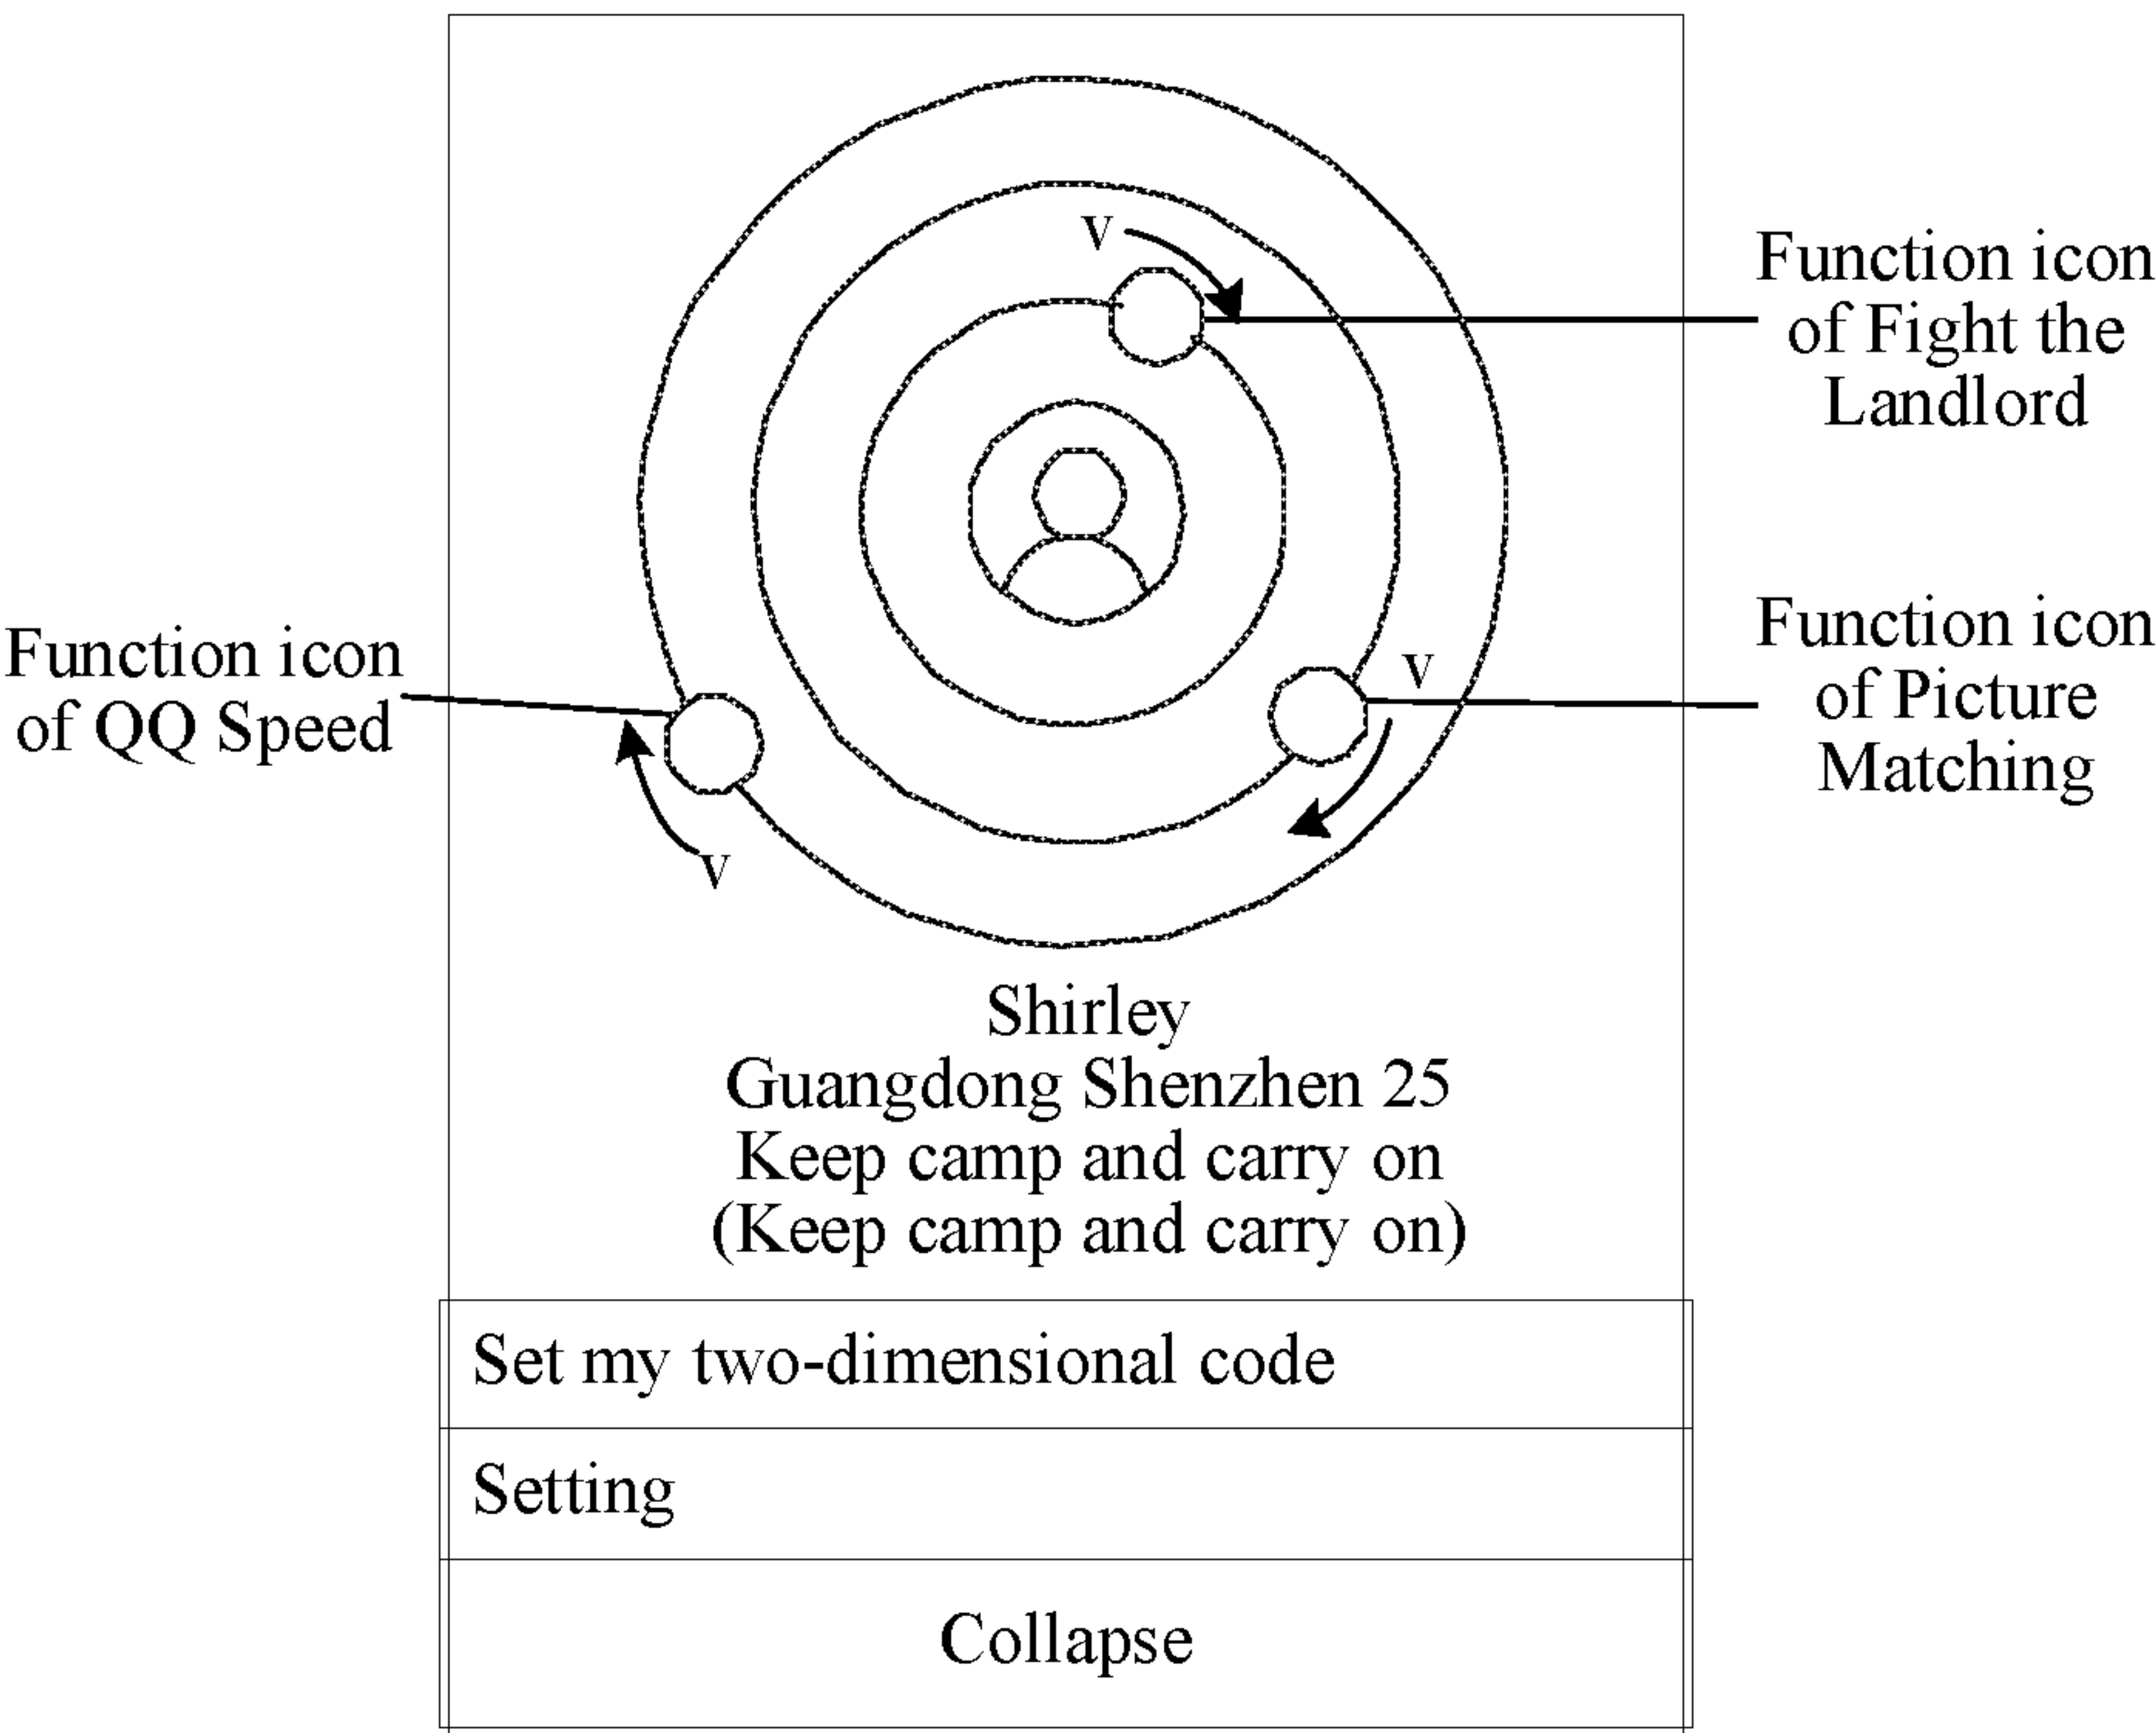 V
Function icon
of Fight the
Landlord
Function icon
of QQ Speed
V
Function icon
of Picture
Matching
V
Shirley
Guangdong Shenzhen 25
Keep camp and carry on
(Keep camp and carry on)
Set my two-dimensional code
Setting
Collapse